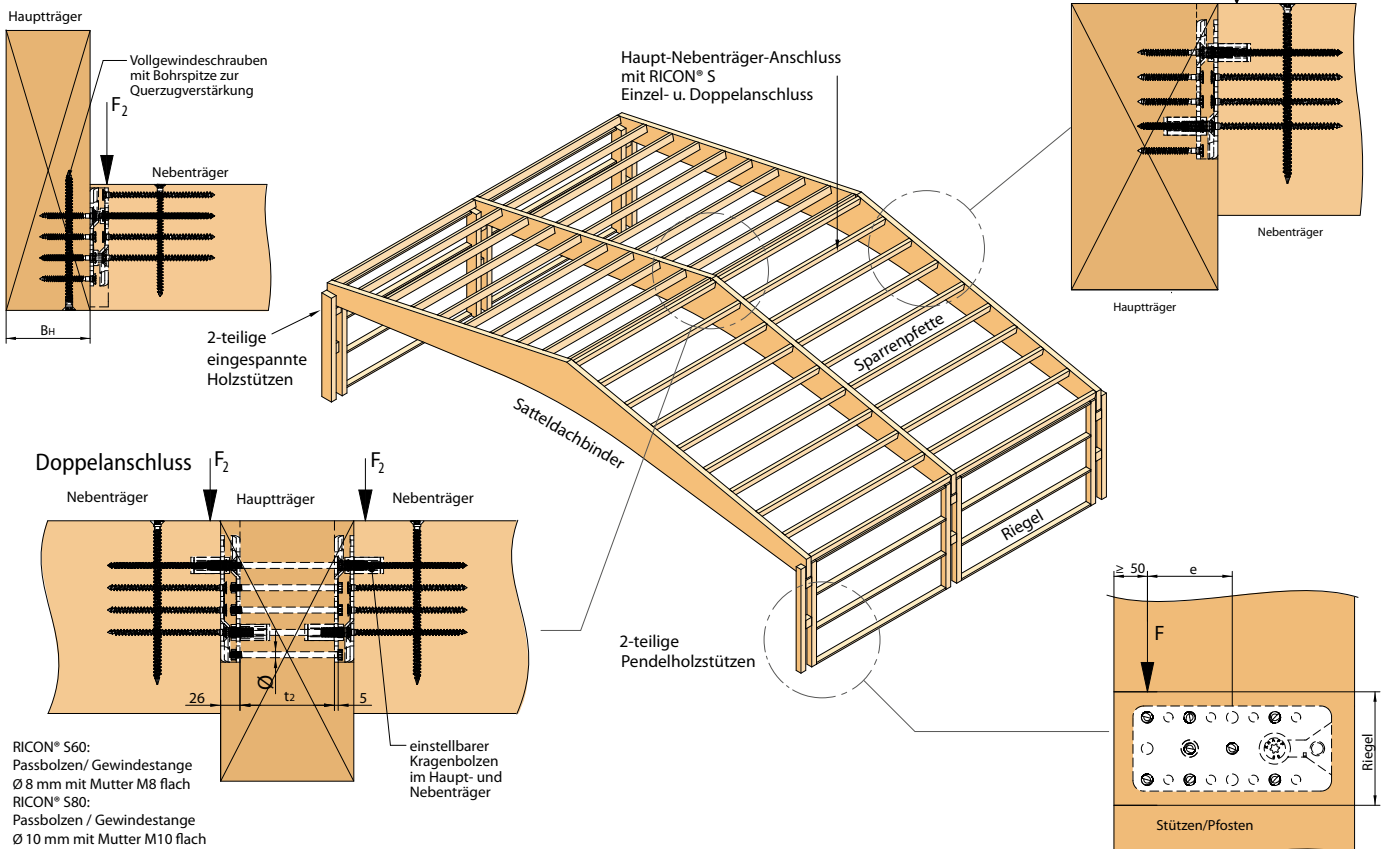 Hauptträger
Vollgewindeschrauben
mit Bohrspitze zur
Querzugverstärkung
F2
Nebenträger
BH
Haupt-Nebenträger-Anschluss
mit RICON® S
Einzel- u. Doppelanschluss
Nebenträger
Hauptträger
2-teilige
eingespannte
Holzstützen
Sparrenpfette
Satteldachbinder
Riegel
2-teilige
Pendelholzstützen
Doppelanschluss
F2
F2
Nebenträger
Hauptträger
Nebenträger
26
Ø
t2
5
einstellbarer
Kragenbolzen
im Haupt- und
Nebenträger
RICON® S60:
Passbolzen/ Gewindestange
Ø 8 mm mit Mutter M8 flach
RICON® S80:
Passbolzen / Gewindestange
Ø 10 mm mit Mutter M10 flach
≥ 50
e
F
Riegel
Stützen/Pfosten